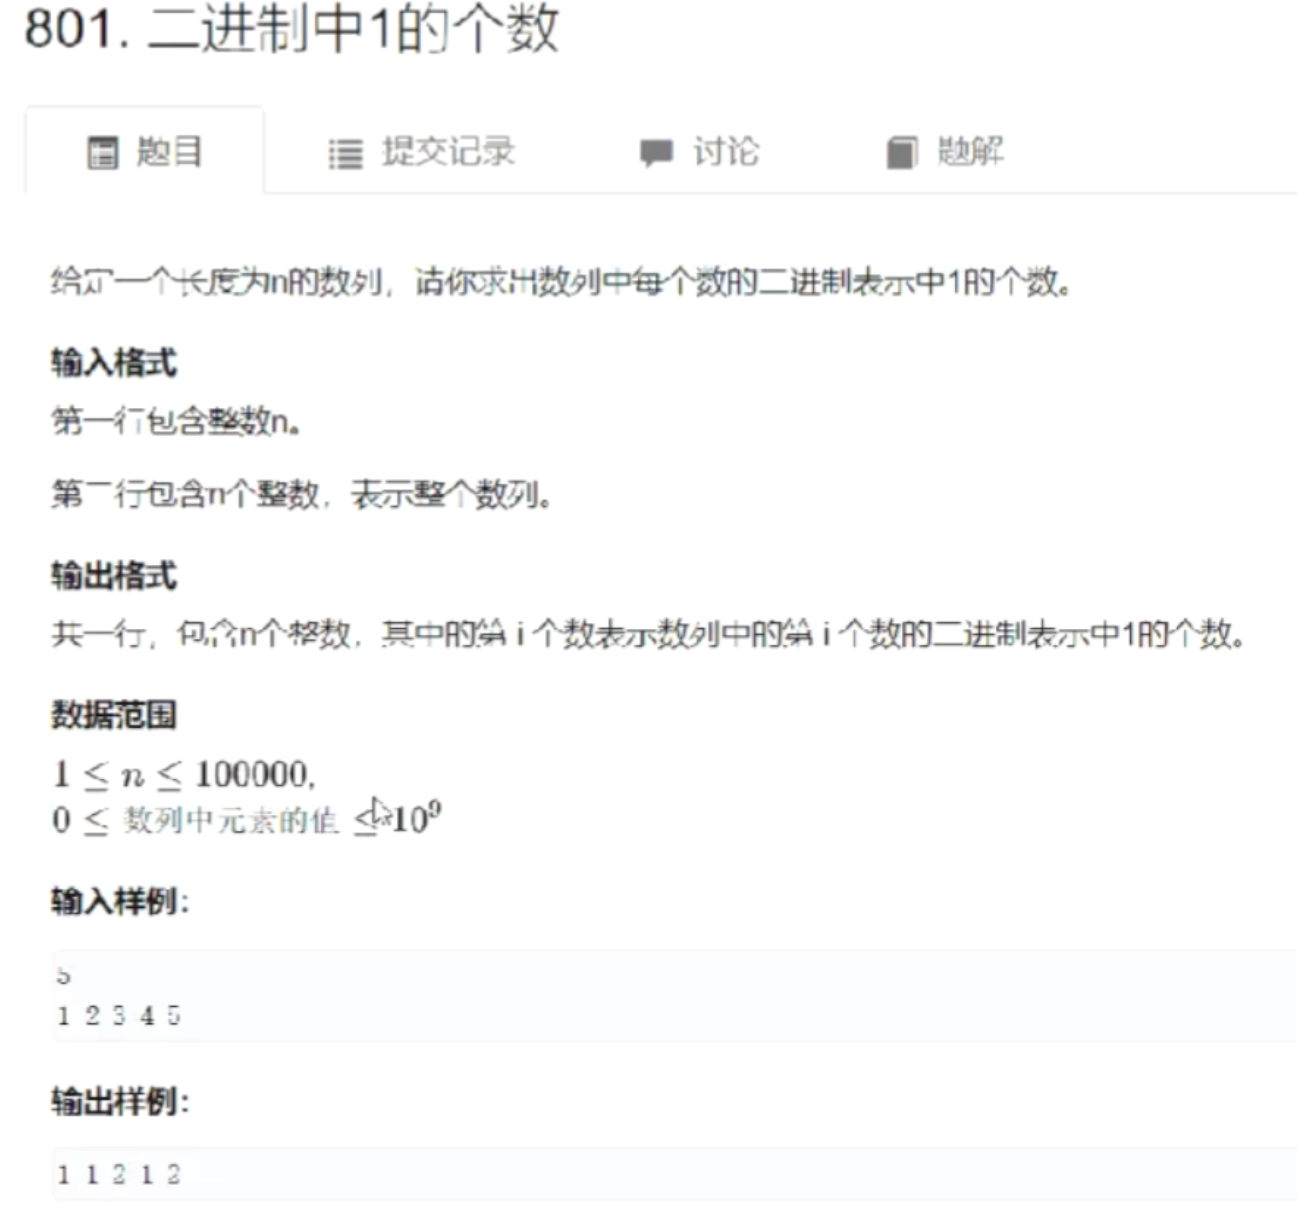 801. 二进制中1的个数
题目 提交记录 讨论 题解
给定一个长度为n的数列，请你求出数列中每个数的二进制表示中1的个数。
输入格式
第一行包含整数n。
第二行包含n个整数，表示整个数列。
输出格式
共一行，包含n个整数，其中的第 i 个数表示数列中的第 i 个数的二进制表示中1的个数。
数据范围
1 ≤ n ≤ 100000,
0 ≤ 数列中元素的值 ≤ 10⁹
输入样例：
5
1 2 3 4 5
输出样例：
1 1 2 1 2